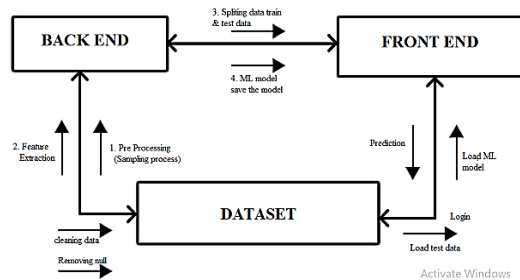 3. Spliting data train
& test data
BACK END
FRONT END
4. ML model
save the model
2. Feature
Extraction
1. Pre Processing
(Sampling process)
Prediction
Load ML
model
DATASET
cleaning data
Login
Load test data
Removing null
Activate Windows